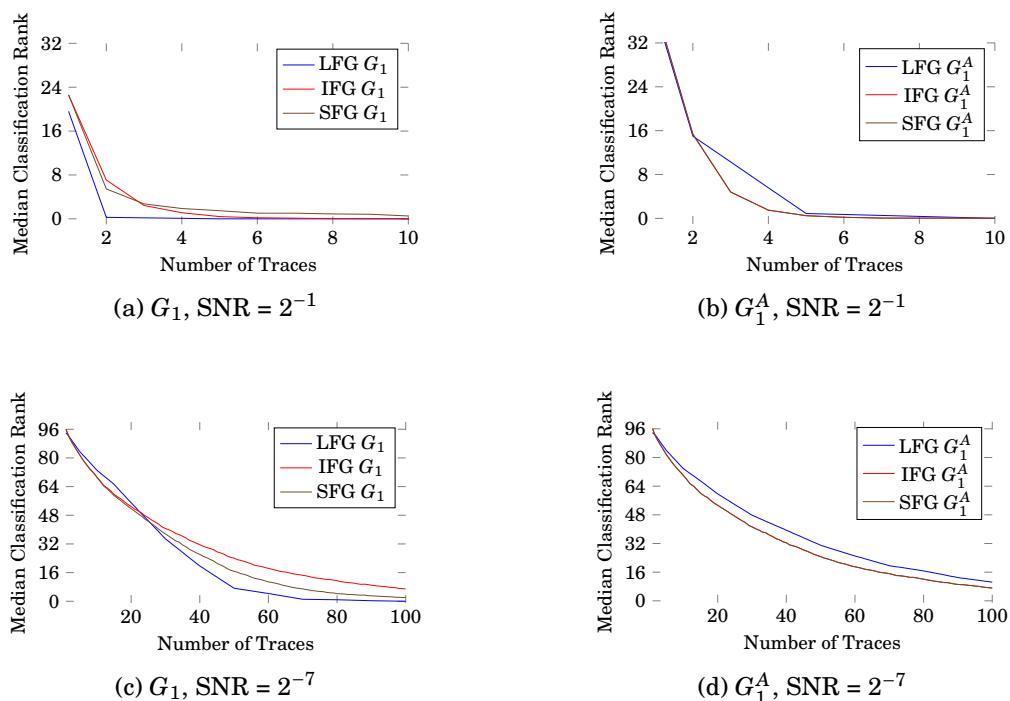 Median Classification Rank
32
24
16
8
0
2
4
6
8
10
Number of Traces
LFG G₁
IFG G₁
SFG G₁
(a) G₁, SNR = 2⁻¹
Median Classification Rank
32
24
16
8
0
2
4
6
8
10
Number of Traces
LFG G₁ᴬ
IFG G₁ᴬ
SFG G₁ᴬ
(b) G₁ᴬ, SNR = 2⁻¹
Median Classification Rank
96
80
64
48
32
16
0
20
40
60
80
100
Number of Traces
LFG G₁
IFG G₁
SFG G₁
(c) G₁, SNR = 2⁻⁷
Median Classification Rank
96
80
64
48
32
16
0
20
40
60
80
100
Number of Traces
LFG G₁ᴬ
IFG G₁ᴬ
SFG G₁ᴬ
(d) G₁ᴬ, SNR = 2⁻⁷